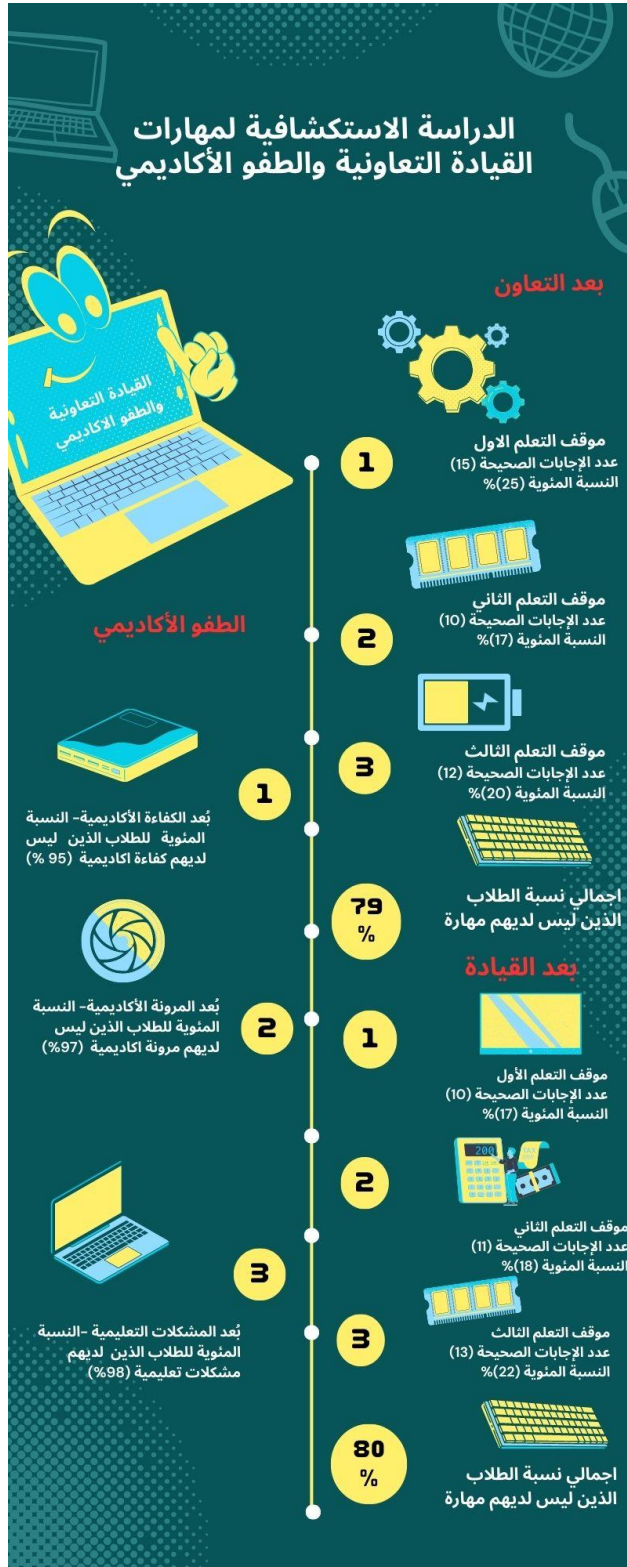 الدراسة الاستكشافية لمهارات
القيادة التعاونية والطفو الأكاديمي
القيادة التعاونية
والطفو الاكاديمي
بعد التعاون
1
موقف التعلم الاول
عدد الإجابات الصحيحة (15)
النسبة المئوية (25)%
2
موقف التعلم الثاني
عدد الإجابات الصحيحة (10)
النسبة المئوية (17)%
3
موقف التعلم الثالث
عدد الإجابات الصحيحة (12)
النسبة المئوية (20)%
79
%
اجمالي نسبة الطلاب
الذين ليس لديهم مهارة
بعد القيادة
1
موقف التعلم الأول
عدد الإجابات الصحيحة (10)
النسبة المئوية (17)%
200
TAX
2
موقف التعلم الثاني
عدد الإجابات الصحيحة (11)
النسبة المئوية (18)%
3
موقف التعلم الثالث
عدد الإجابات الصحيحة (13)
النسبة المئوية (22)%
80
%
اجمالي نسبة الطلاب
الذين ليس لديهم مهارة
الطفو الأكاديمي
1
بُعد الكفاءة الأكاديمية- النسبة
المئوية للطلاب الذين ليس
لديهم كفاءة اكاديمية (95 %)
2
بُعد المرونة الأكاديمية- النسبة
المئوية للطلاب الذين ليس
لديهم مرونة اكاديمية (97%)
3
بُعد المشكلات التعليمية -النسبة
المئوية للطلاب الذين لديهم
مشكلات تعليمية (98%)